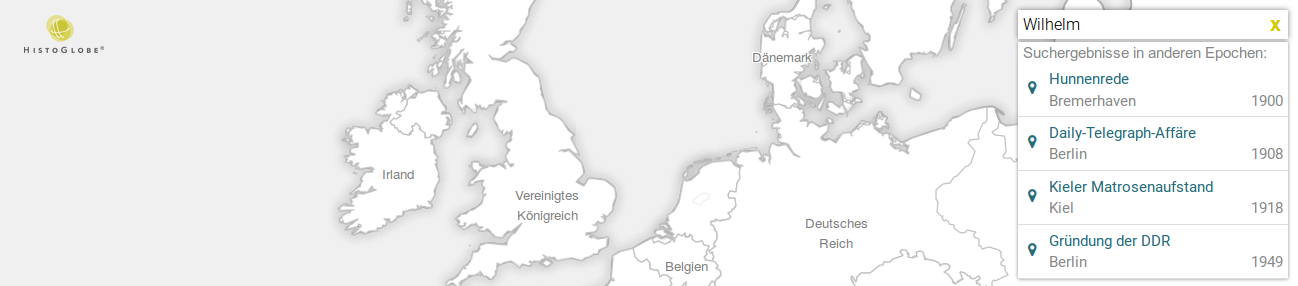 HISTOGLOBE®
Dänemark
Irland
Vereinigtes
Königreich
Deutsches
Reich
Belgien
Wilhelm x
Suchergebnisse in anderen Epochen:
Hunnenrede
Bremerhaven 1900
Daily-Telegraph-Affäre
Berlin 1908
Kieler Matrosenaufstand
Kiel 1918
Gründung der DDR
Berlin 1949